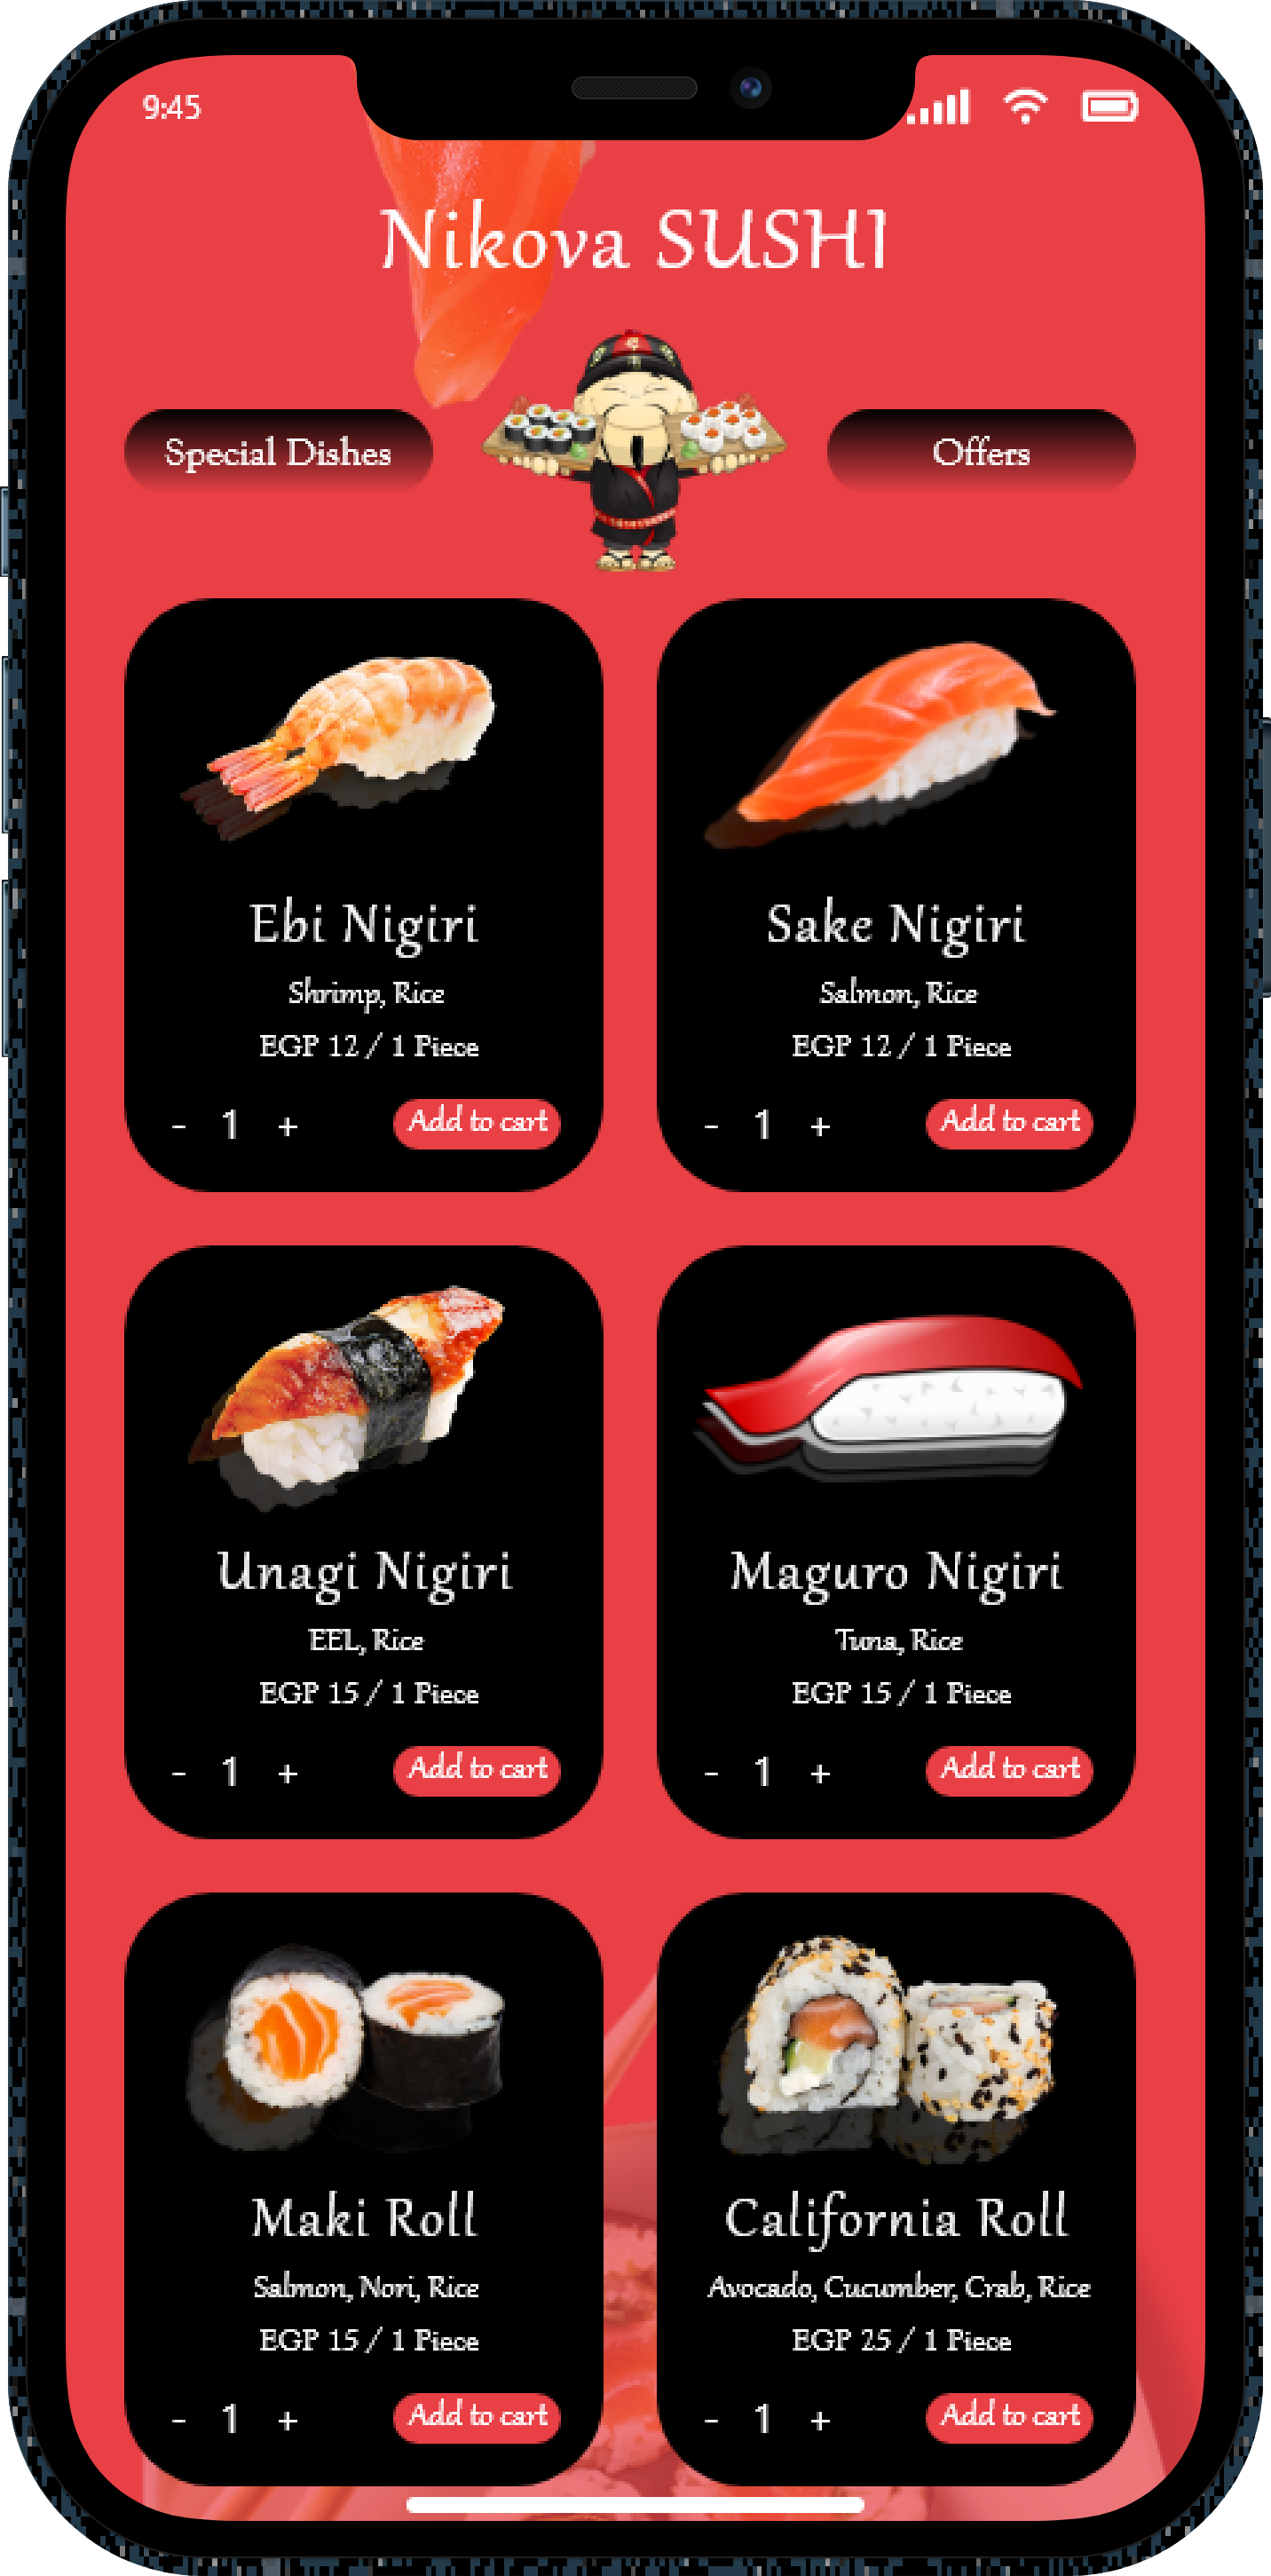 9:45
Nikova SUSHI
Special Dishes
Offers
Ebi Nigiri
Shrimp, Rice
EGP 12 / 1 Piece
- 1 +
Add to cart
Sake Nigiri
Salmon, Rice
EGP 12 / 1 Piece
- 1 +
Add to cart
Unagi Nigiri
EEL, Rice
EGP 15 / 1 Piece
- 1 +
Add to cart
Maguro Nigiri
Tuna, Rice
EGP 15 / 1 Piece
- 1 +
Add to cart
Maki Roll
Salmon, Nori, Rice
EGP 15 / 1 Piece
- 1 +
Add to cart
California Roll
Avocado, Cucumber, Crab, Rice
EGP 25 / 1 Piece
- 1 +
Add to cart